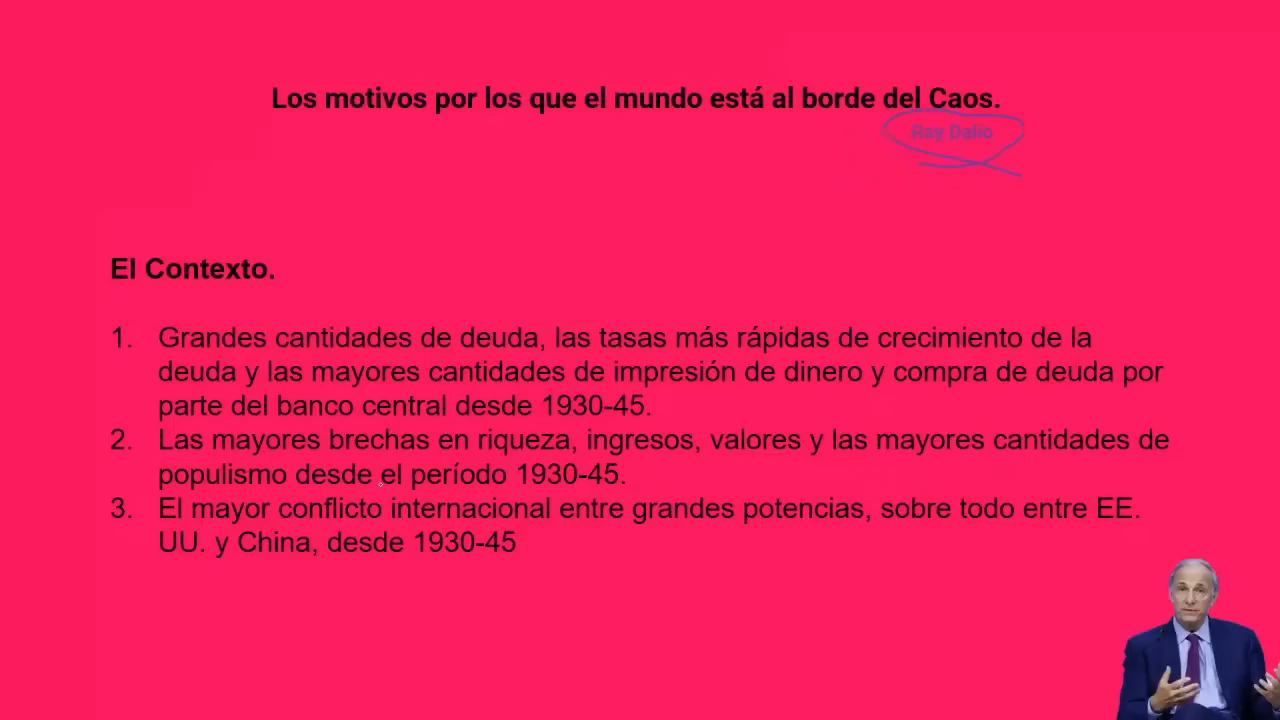 Los motivos por los que el mundo está al borde del Caos.
Ray Dalio
El Contexto.
1. Grandes cantidades de deuda, las tasas más rápidas de crecimiento de la
deuda y las mayores cantidades de impresión de dinero y compra de deuda por
parte del banco central desde 1930-45.
2. Las mayores brechas en riqueza, ingresos, valores y las mayores cantidades de
populismo desde el período 1930-45.
3. El mayor conflicto internacional entre grandes potencias, sobre todo entre EE.
UU. y China, desde 1930-45